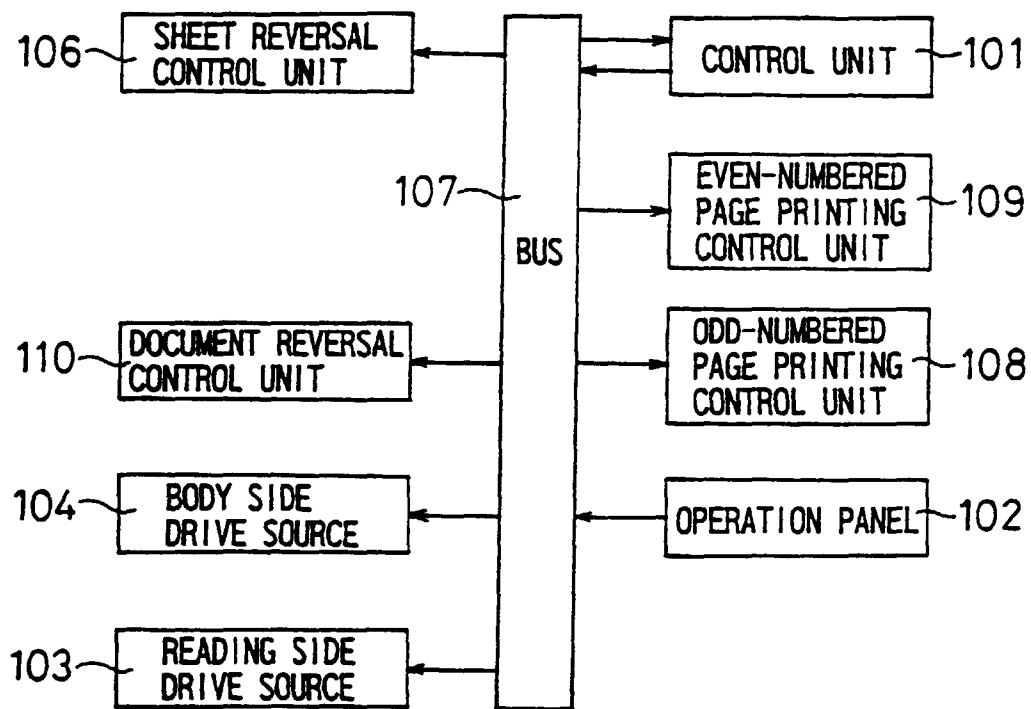 106
SHEET REVERSAL
CONTROL UNIT
CONTROL UNIT
101
107
BUS
EVEN-NUMBERED
PAGE PRINTING
CONTROL UNIT
109
110
DOCUMENT REVERSAL
CONTROL UNIT
ODD-NUMBERED
PAGE PRINTING
CONTROL UNIT
108
104
BODY SIDE
DRIVE SOURCE
OPERATION PANEL
102
103
READING SIDE
DRIVE SOURCE